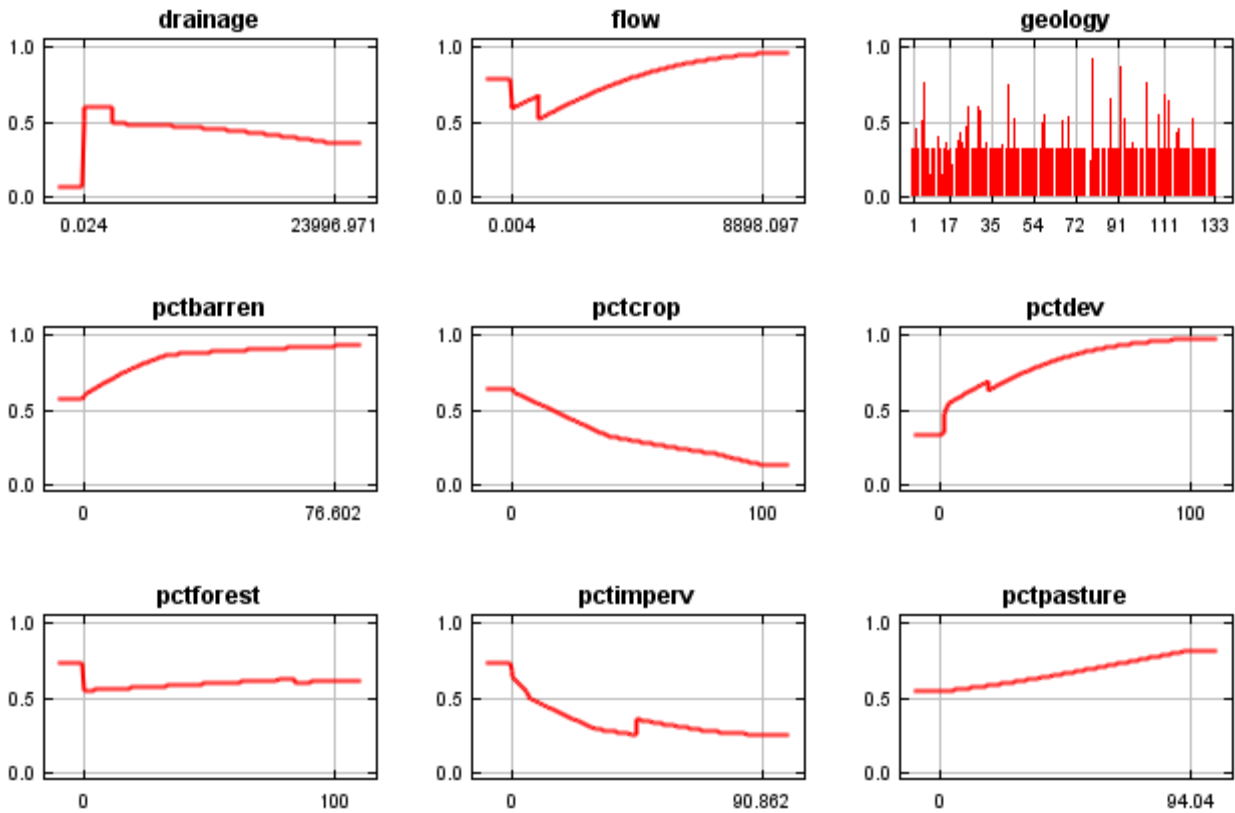 drainage flow geology
1.0 1.0 1.0
0.5 0.5 0.5
0.0 0.0 0.0
0.024 23996.971 0.004 8898.097 1 17 35 54 72 91 111 133
pctbarren pctcrop pctdev
1.0 1.0 1.0
0.5 0.5 0.5
0.0 0.0 0.0
0 76.602 0 100 0 100
pctforest pctimperv pctpasture
1.0 1.0 1.0
0.5 0.5 0.5
0.0 0.0 0.0
0 100 0 90.862 0 94.04